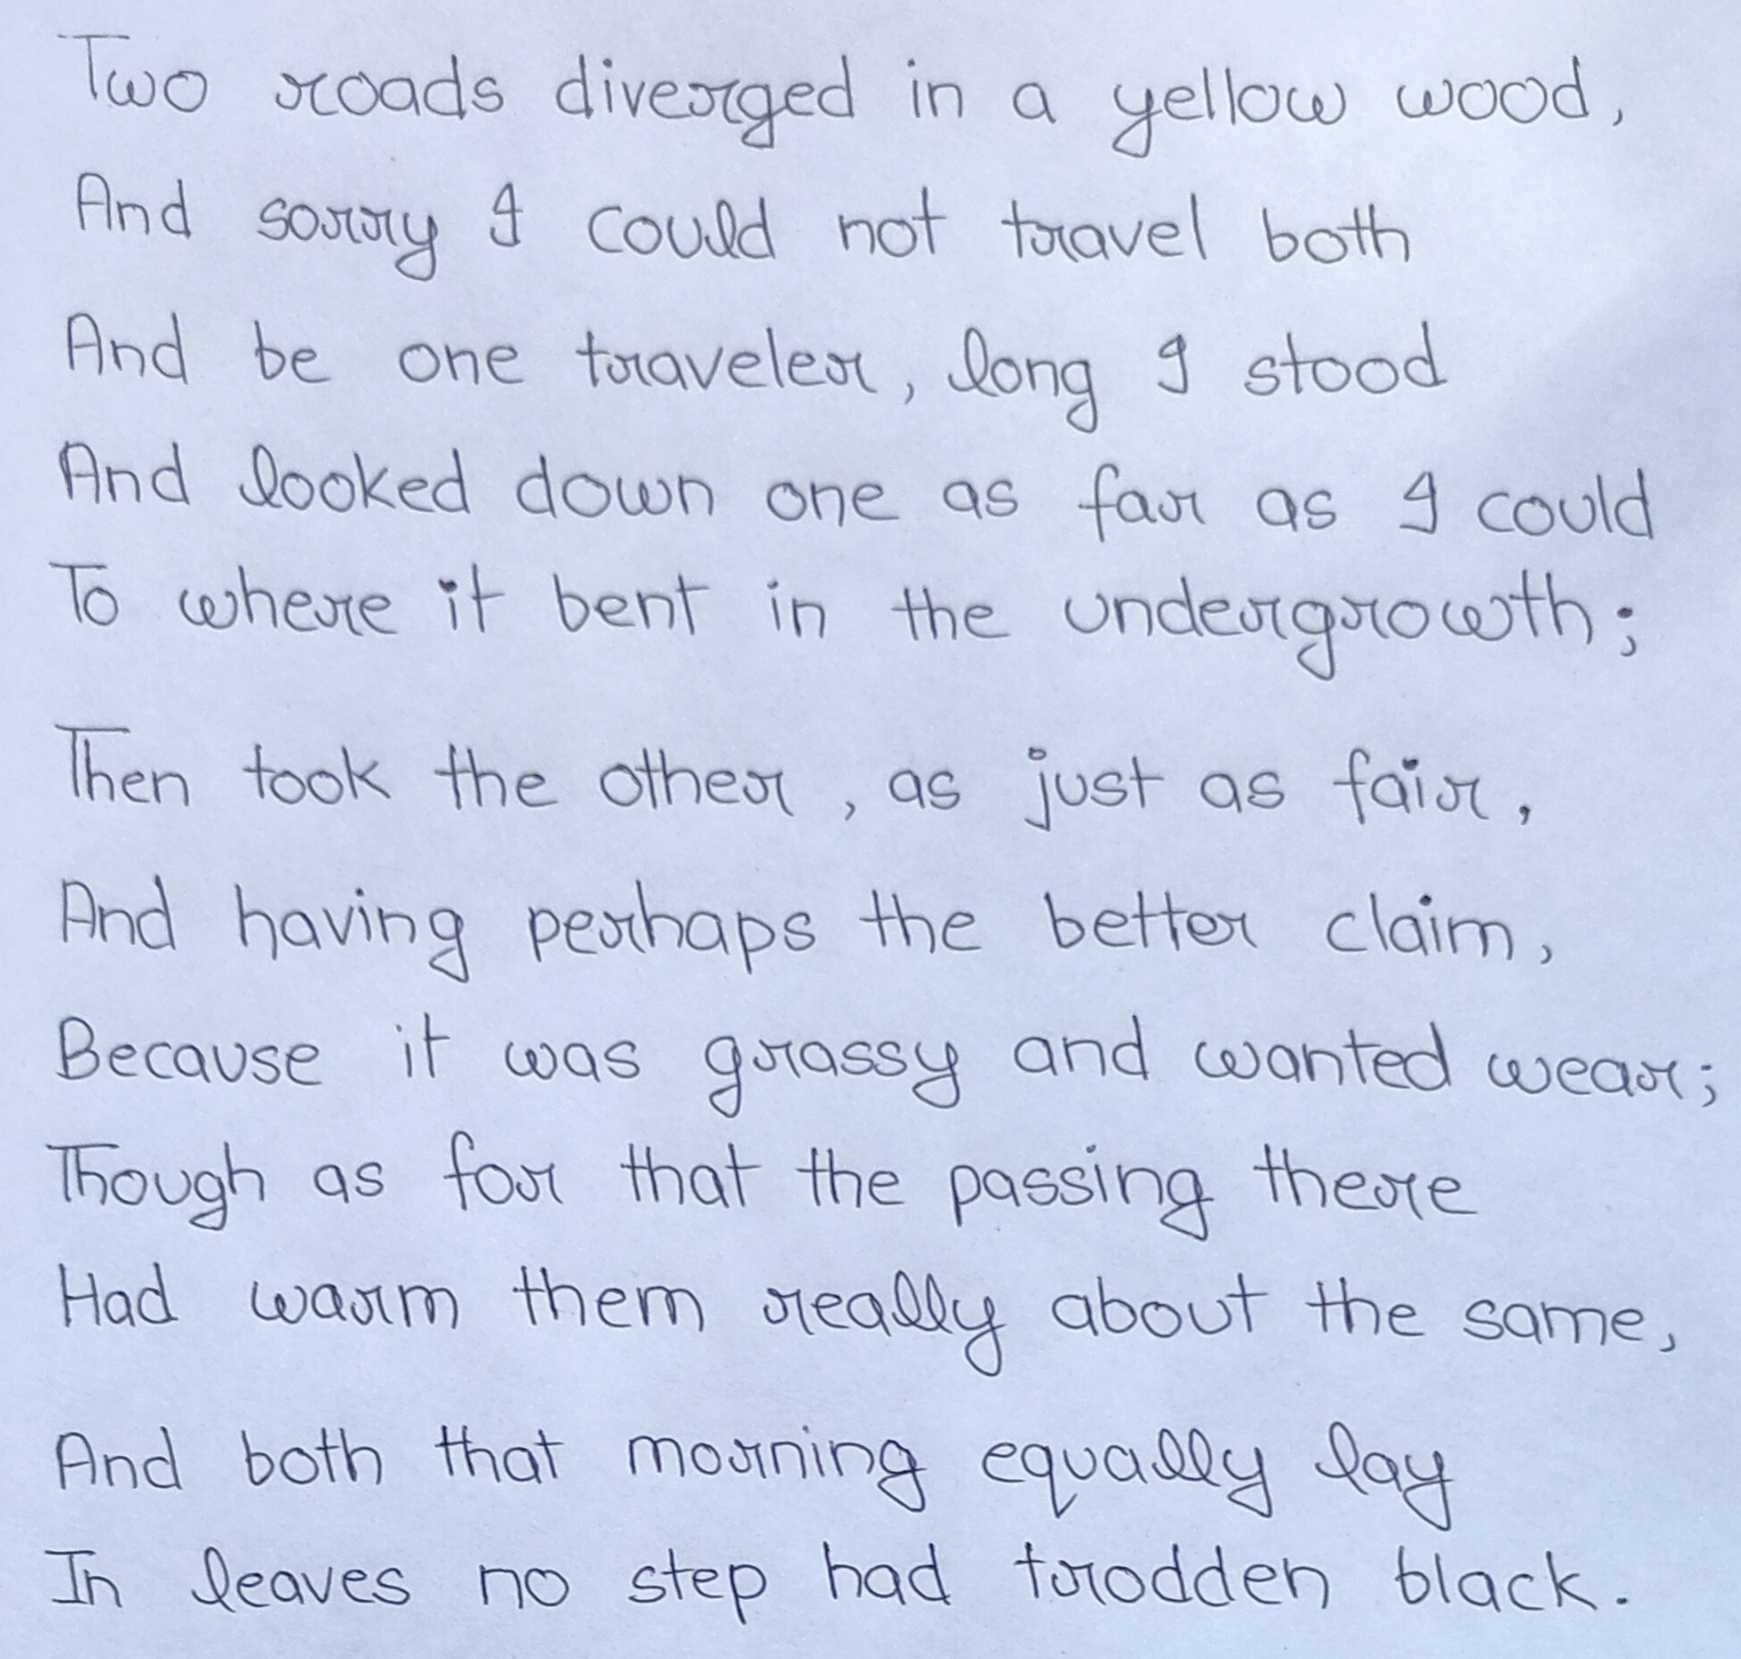 Two roads diverged in a yellow wood,
And sorry I could not travel both
And be one traveler, long I stood
And looked down one as far as I could
To where it bent in the undergrowth;
Then took the other, as just as fair,
And having perhaps the better claim,
Because it was grassy and wanted wear;
Though as for that the passing there
Had warm them really about the same,
And both that morning equally lay
In leaves no step had trodden black.